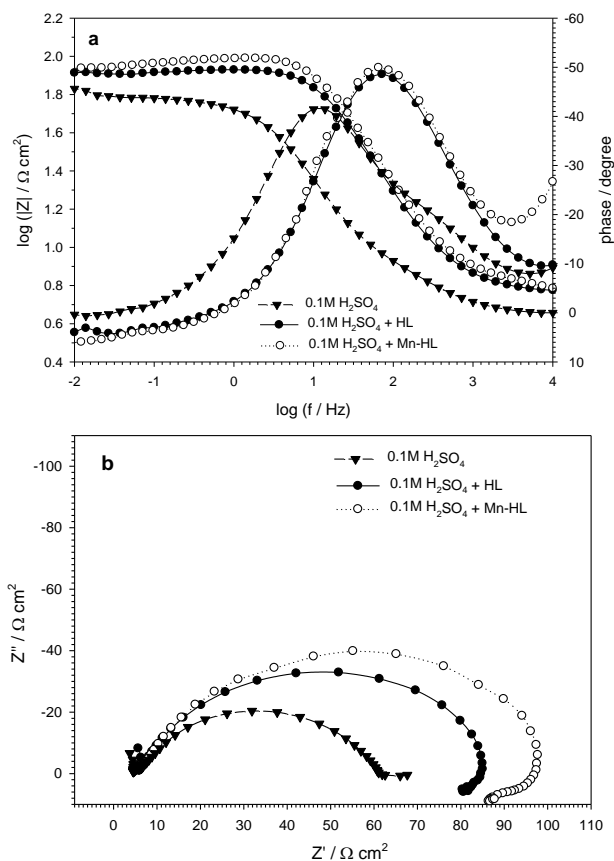 a
2.2
2.0
1.8
1.6
1.4
1.2
1.0
0.8
0.6
0.4
log (|Z| / Ω cm²)
-60
-50
-40
-30
-20
-10
0
10
phase / degree
0.1M H₂SO₄
0.1M H₂SO₄ + HL
0.1M H₂SO₄ + Mn-HL
-2 -1 0 1 2 3 4
log (f / Hz)
b
0.1M H₂SO₄
0.1M H₂SO₄ + HL
0.1M H₂SO₄ + Mn-HL
-100
-80
-60
-40
-20
0
Z'' / Ω cm²
0 10 20 30 40 50 60 70 80 90 100 110
Z' / Ω cm²